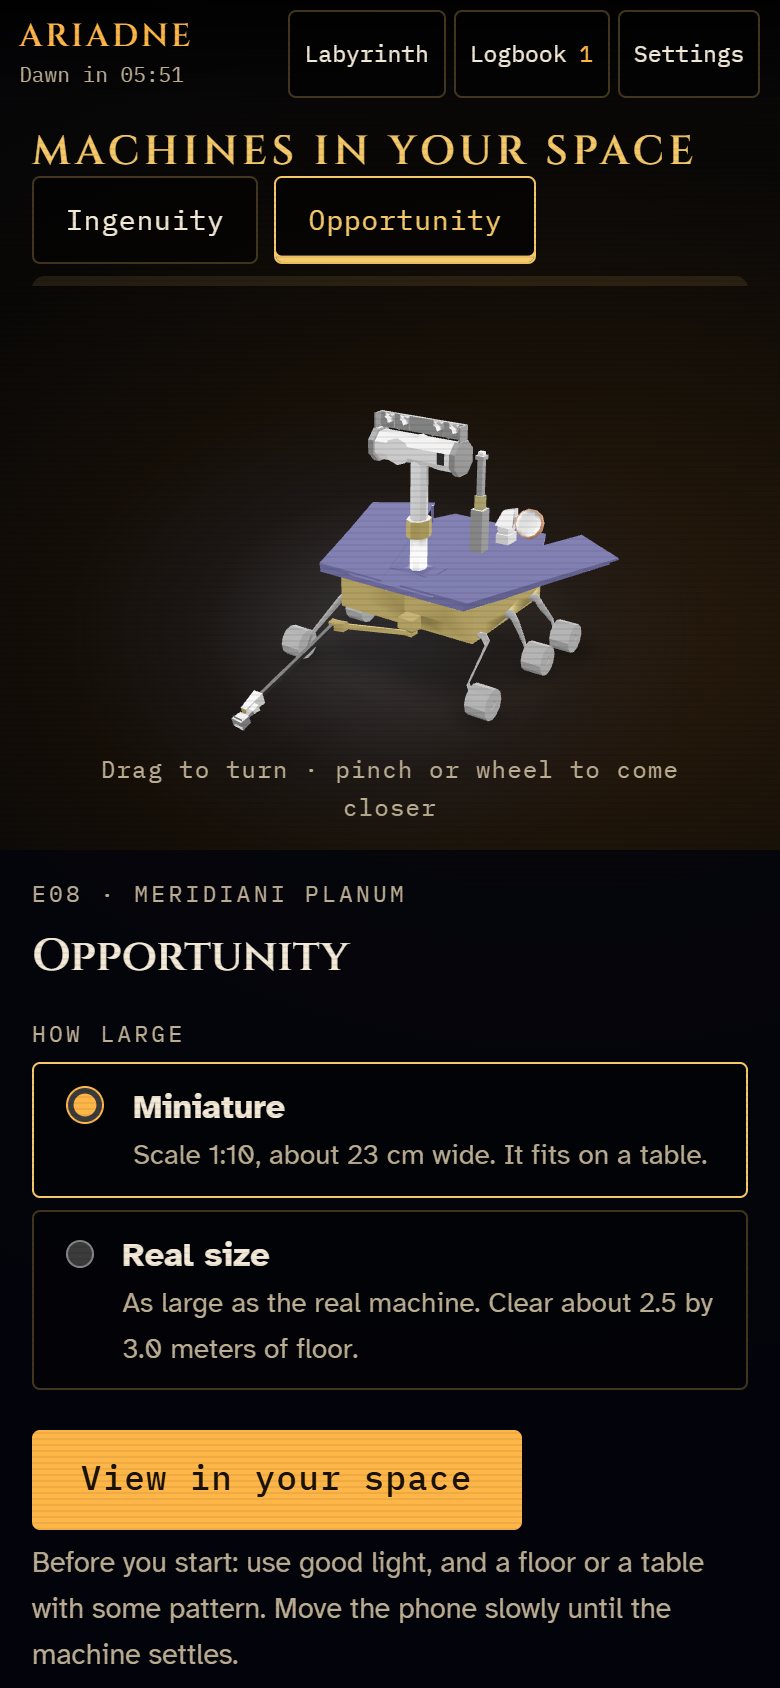 ARIADNE
Dawn in 05:51
Labyrinth
Logbook 1
Settings
MACHINES IN YOUR SPACE
Ingenuity
Opportunity
Drag to turn · pinch or wheel to come
closer
E08 · MERIDIANI PLANUM
OPPORTUNITY
HOW LARGE
Miniature
Scale 1:10, about 23 cm wide. It fits on a table.
Real size
As large as the real machine. Clear about 2.5 by
3.0 meters of floor.
View in your space
Before you start: use good light, and a floor or a table
with some pattern. Move the phone slowly until the
machine settles.